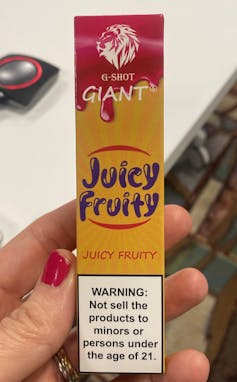 G-SHOT
GIANT
Juicy
Fruity
JUICY FRUITY
WARNING:
Not sell the
products to
minors or
persons under
the age of 21.